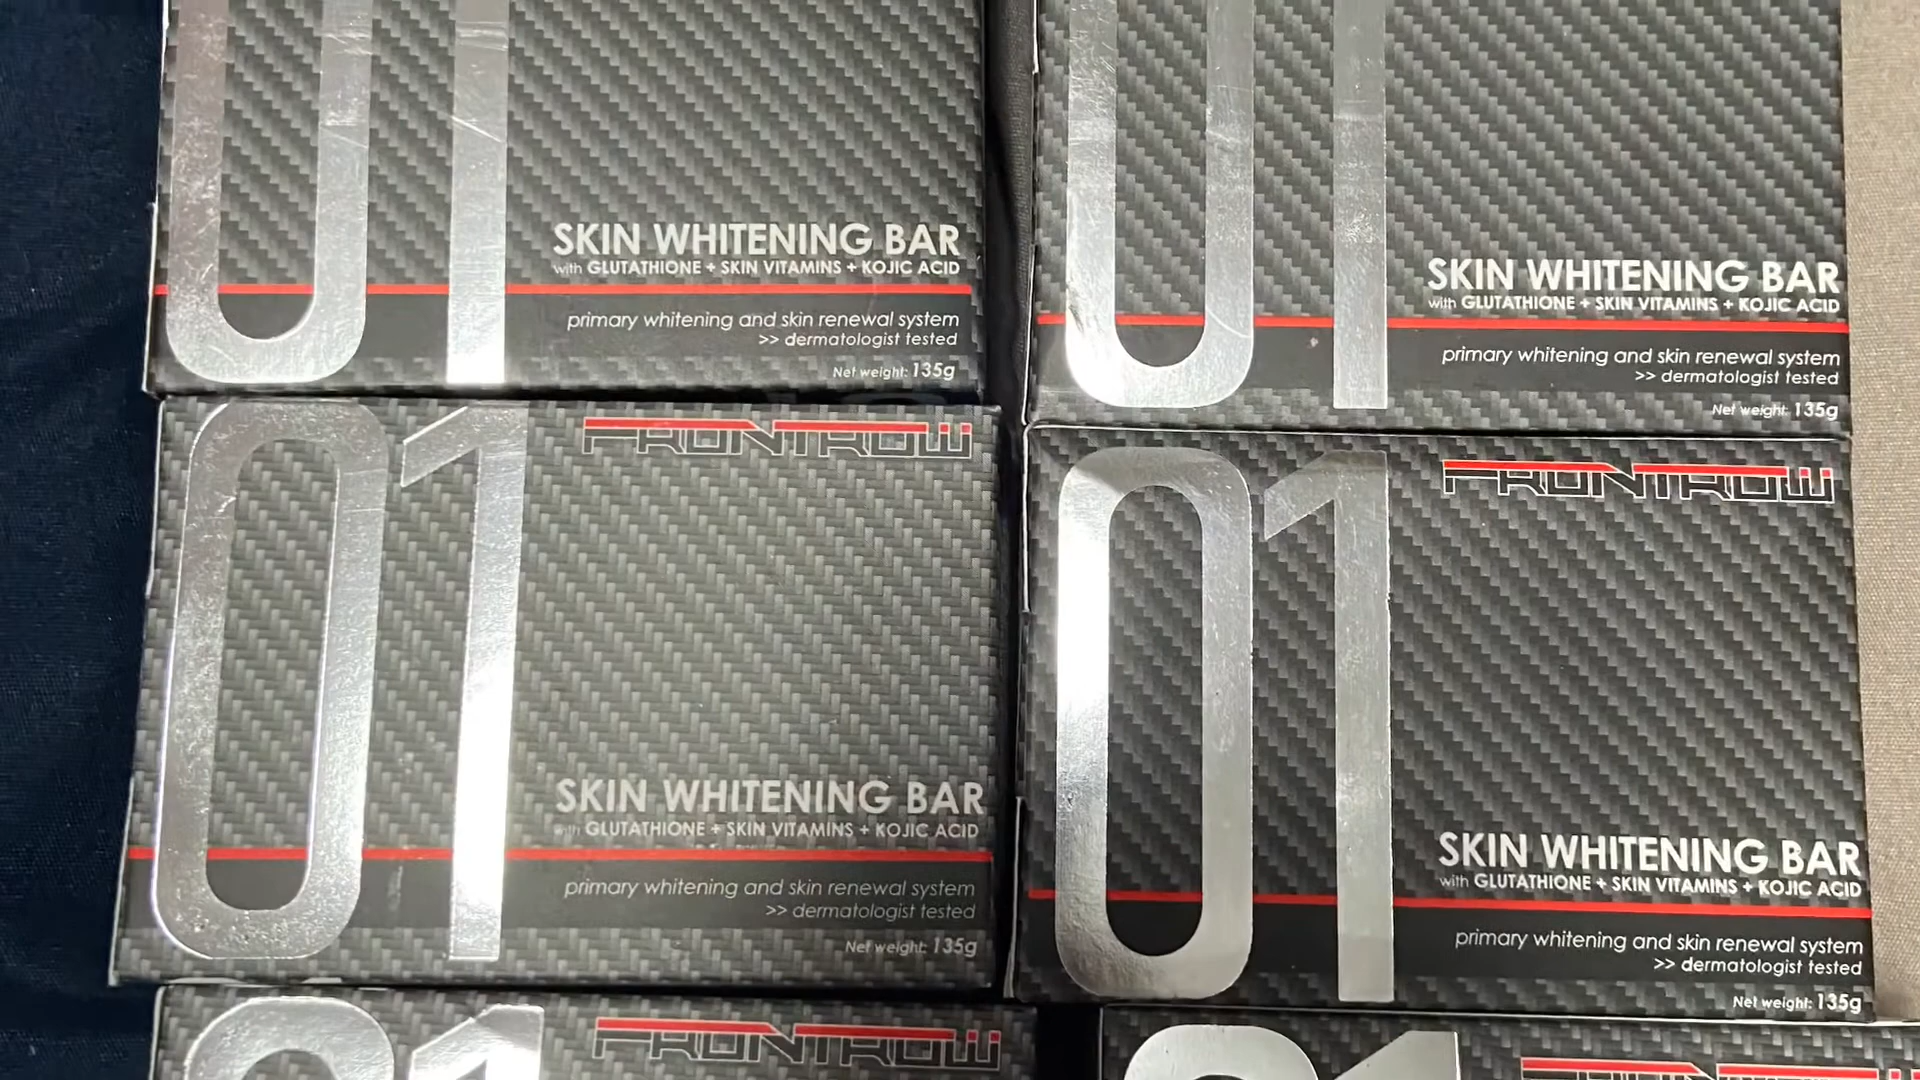 01
SKIN WHITENING BAR
with GLUTATHIONE + SKIN VITAMINS + KOJIC ACID
primary whitening and skin renewal system
>> dermatologist tested
Net weight: 135g
01
SKIN WHITENING BAR
with GLUTATHIONE + SKIN VITAMINS + KOJIC ACID
primary whitening and skin renewal system
>> dermatologist tested
Net weight: 135g
01
FRONTROW
SKIN WHITENING BAR
with GLUTATHIONE + SKIN VITAMINS + KOJIC ACID
primary whitening and skin renewal system
>> dermatologist tested
Net weight: 135g
01
FRONTROW
SKIN WHITENING BAR
with GLUTATHIONE + SKIN VITAMINS + KOJIC ACID
primary whitening and skin renewal system
>> dermatologist tested
Net weight: 135g
01
FRONTROW
01
FRONTROW